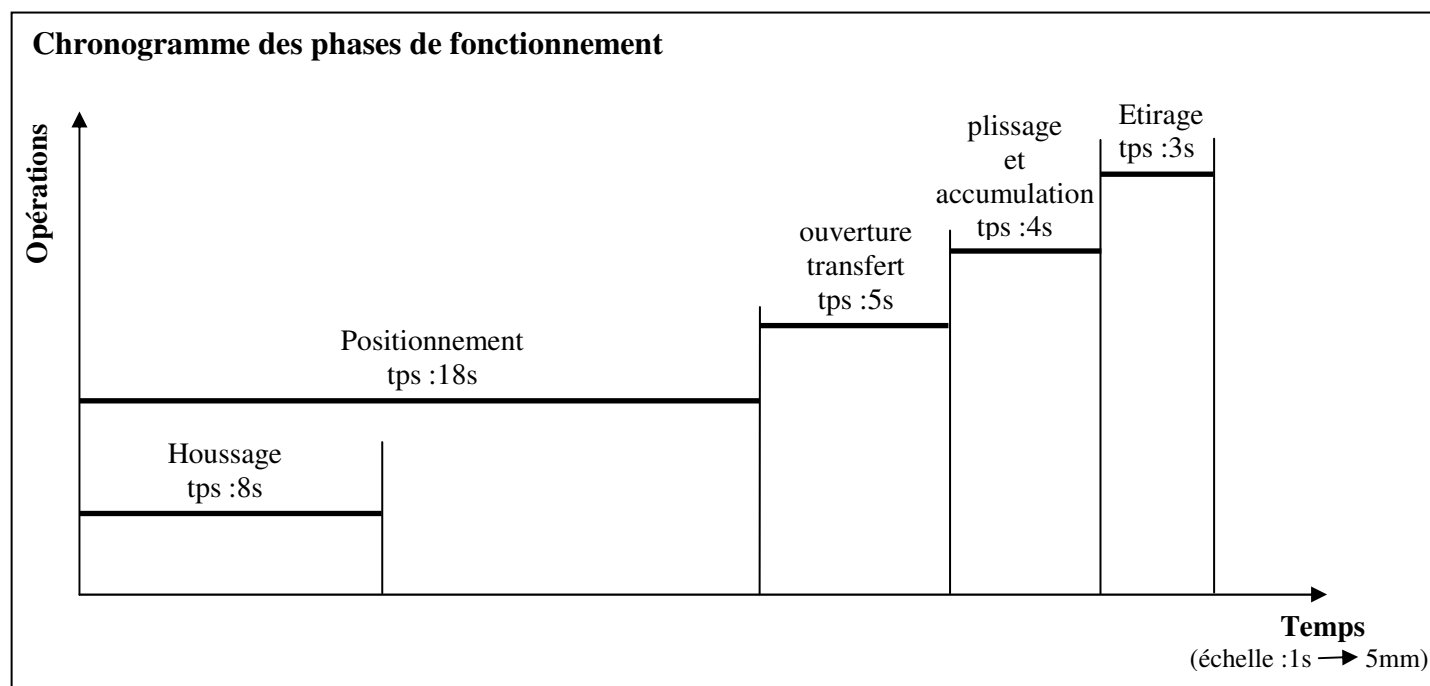 Chronogramme des phases de fonctionnement
Opérations
Etirage
tps :3s
plissage
et
accumulation
tps :4s
ouverture
transfert
tps :5s
Positionnement
tps :18s
Houssage
tps :8s
Temps
(échelle :1s → 5mm)